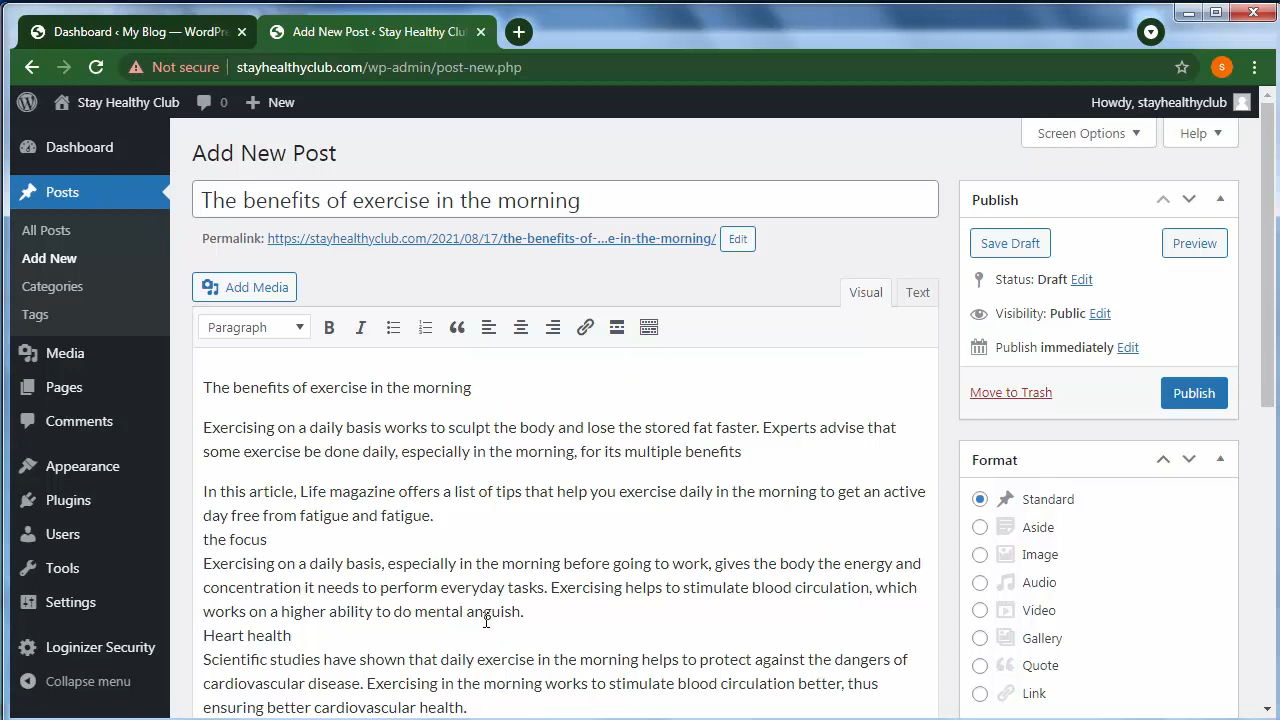 Dashboard ‹ My Blog — WordPr
Add New Post ‹ Stay Healthy Clu
Not secure
stayhealthyclub.com/wp-admin/post-new.php
s
Stay Healthy Club
0
New
Howdy, stayhealthyclub
Screen Options
Help
Dashboard
Posts
All Posts
Add New
Categories
Tags
Media
Pages
Comments
Appearance
Plugins
Users
Tools
Settings
Loginizer Security
Collapse menu
Add New Post
The benefits of exercise in the morning
Permalink: https://stayhealthyclub.com/2021/08/17/the-benefits-of-...e-in-the-morning/ Edit
Add Media
Visual
Text
Paragraph
B
I
The benefits of exercise in the morning
Exercising on a daily basis works to sculpt the body and lose the stored fat faster. Experts advise that
some exercise be done daily, especially in the morning, for its multiple benefits
In this article, Life magazine offers a list of tips that help you exercise daily in the morning to get an active
day free from fatigue and fatigue.
the focus
Exercising on a daily basis, especially in the morning before going to work, gives the body the energy and
concentration it needs to perform everyday tasks. Exercising helps to stimulate blood circulation, which
works on a higher ability to do mental anguish.
Heart health
Scientific studies have shown that daily exercise in the morning helps to protect against the dangers of
cardiovascular disease. Exercising in the morning works to stimulate blood circulation better, thus
ensuring better cardiovascular health.
Publish
Save Draft
Preview
Status: Draft Edit
Visibility: Public Edit
Publish immediately Edit
Move to Trash
Publish
Format
Standard
Aside
Image
Audio
Video
Gallery
Quote
Link